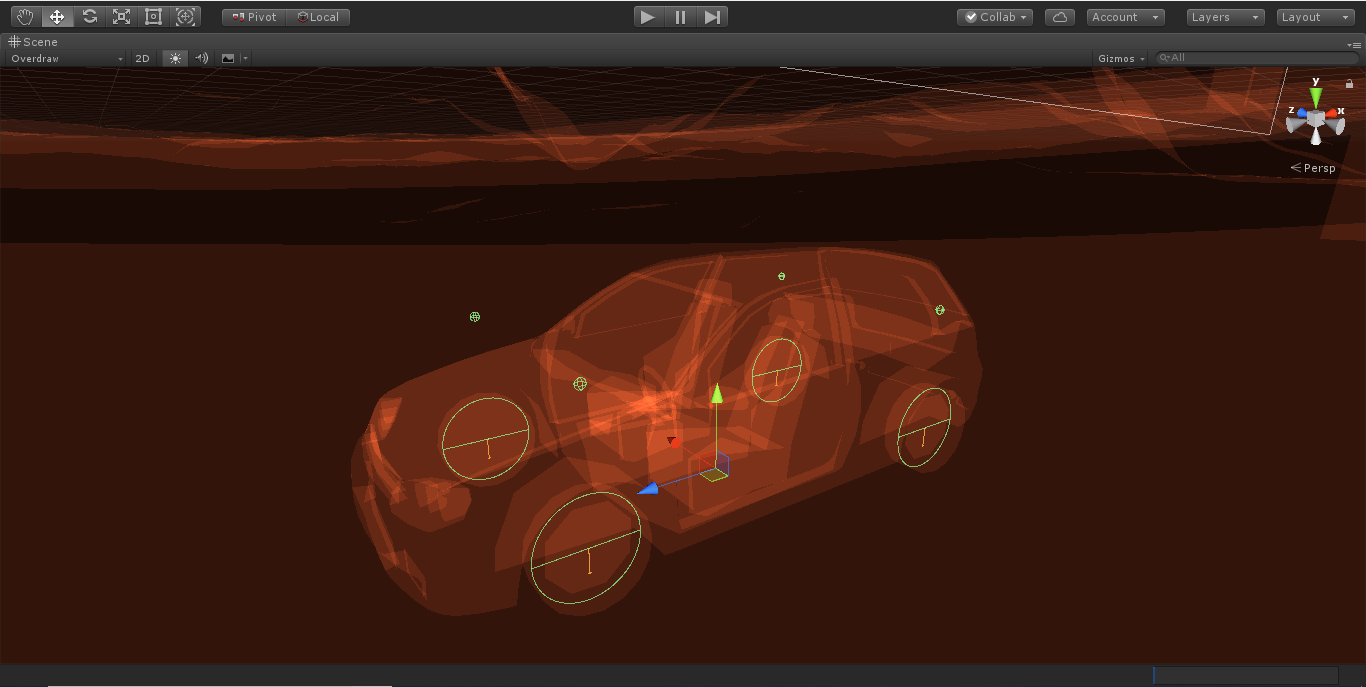 Pivot Local Collab Account Layers Layout
Scene
Overdraw 2D Gizmos All
y
z x
Persp